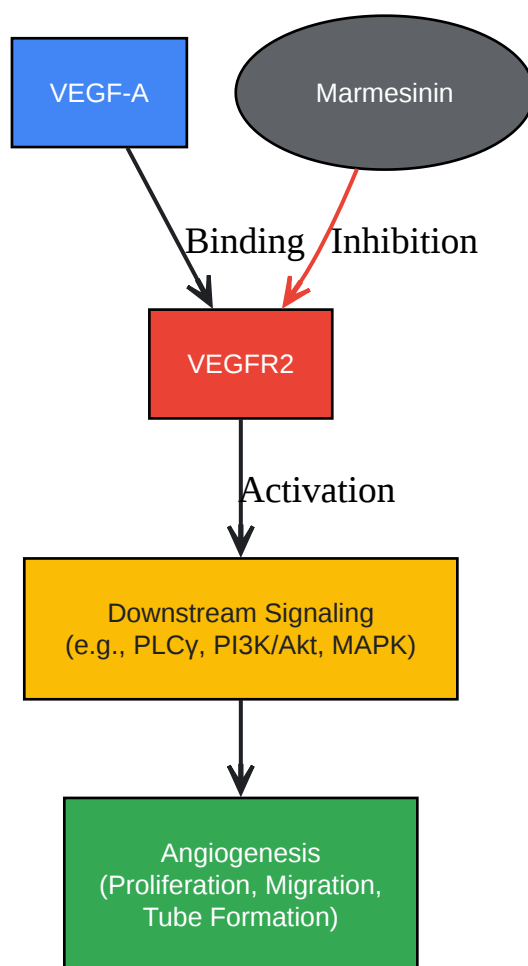 VEGF-A
Marmesinin
Binding
Inhibition
VEGFR2
Activation
Downstream Signaling
(e.g., PLCγ, PI3K/Akt, MAPK)
Angiogenesis
(Proliferation, Migration,
Tube Formation)